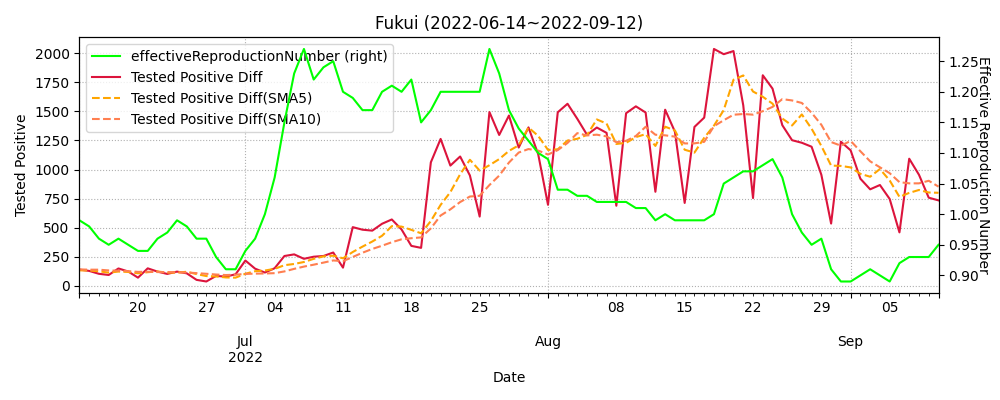 Fukui (2022-06-14~2022-09-12)
effectiveReproductionNumber (right)
Tested Positive Diff
Tested Positive Diff(SMA5)
Tested Positive Diff(SMA10)
Tested Positive
2000
1750
1500
1250
1000
750
500
250
0
Effective Reproduction Number
1.25
1.20
1.15
1.10
1.05
1.00
0.95
0.90
20 27 04 11 18 25 08 15 22 29 05
Jul Aug Sep
2022
Date